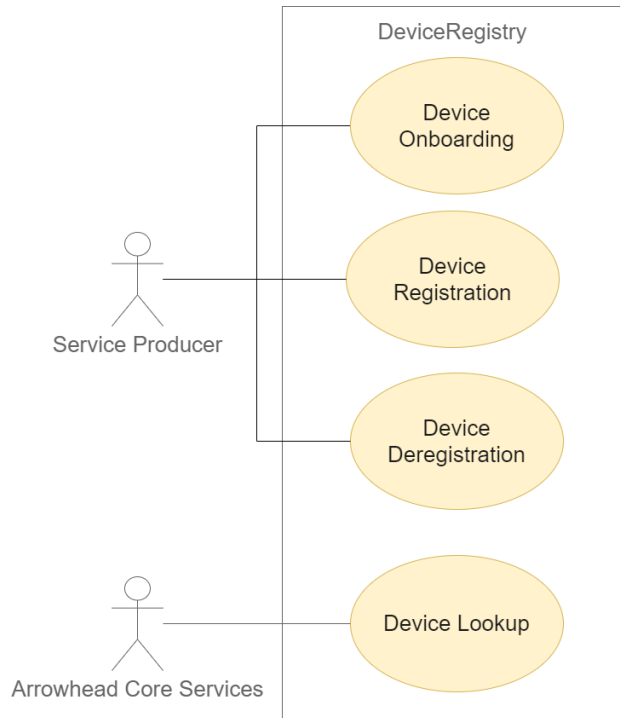 DeviceRegistry
Device
Onboarding
Device
Registration
Service Producer
Device
Deregistration
Device Lookup
Arrowhead Core Services